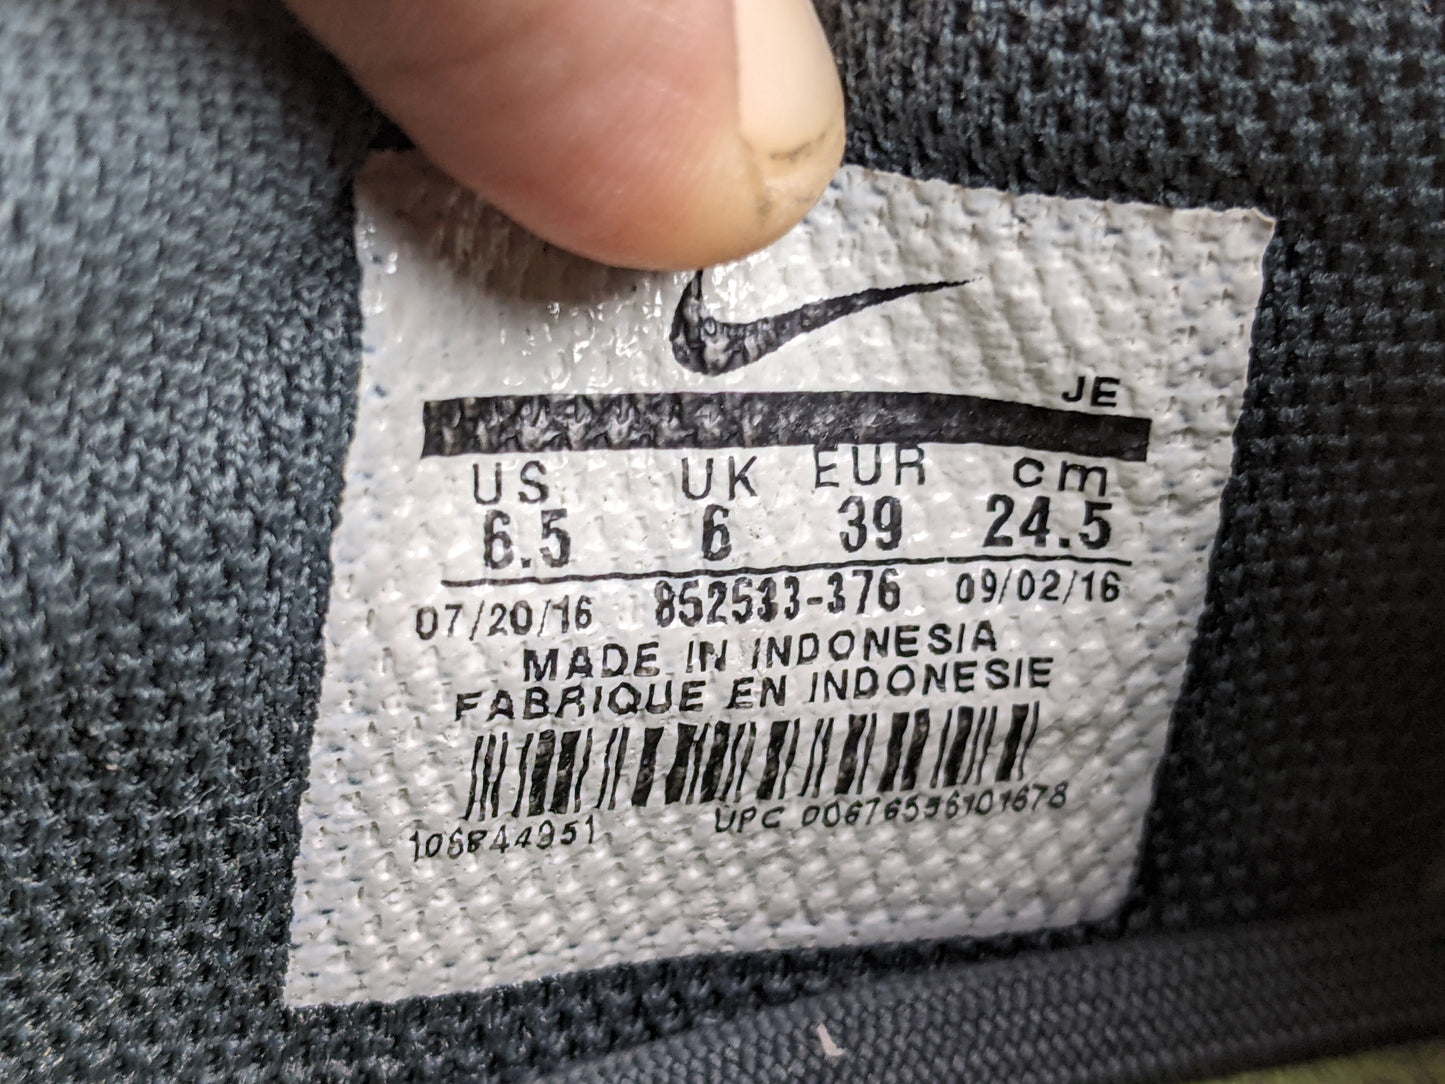 JE
US UK EUR cm
6.5 6 39 24.5
07/20/16 852533-376 09/02/16
MADE IN INDONESIA
FABRIQUE EN INDONESIE
UPC